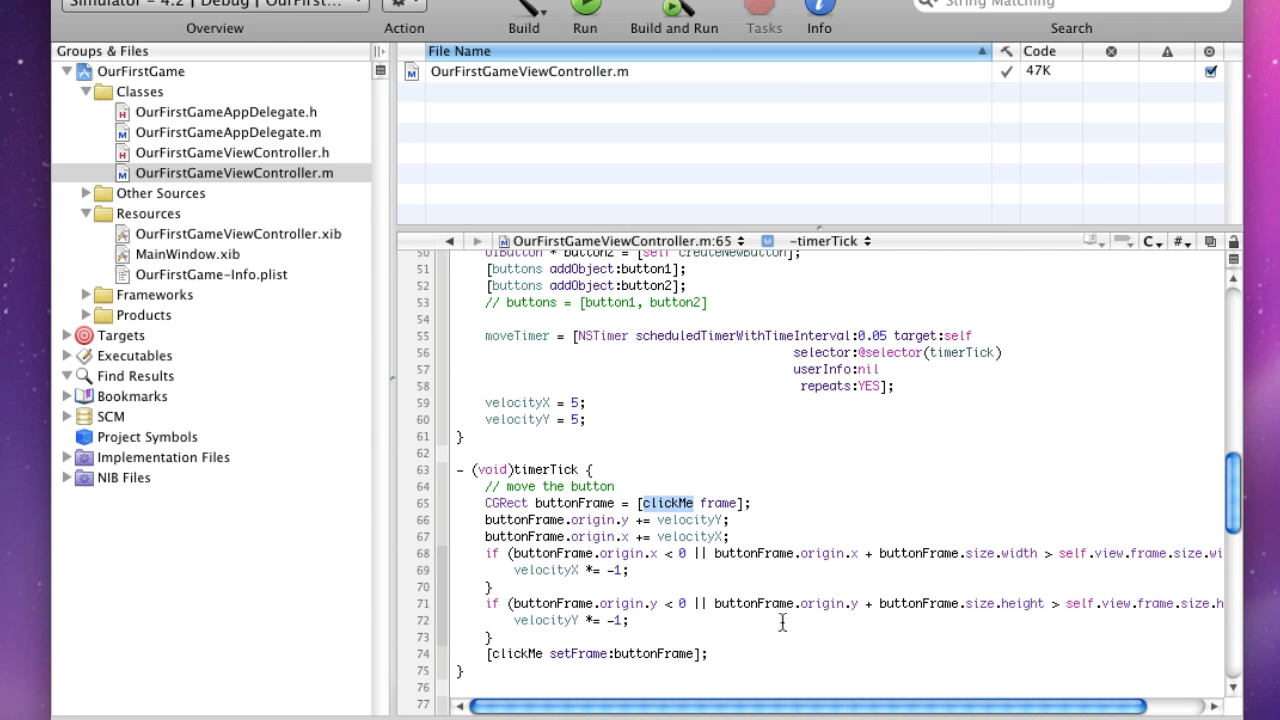 Simulator - 4.2 | Debug | OurFirst...
String Matching
Overview
Action
Build
Run
Build and Run
Tasks
Info
Search
Groups & Files
OurFirstGame
Classes
OurFirstGameAppDelegate.h
OurFirstGameAppDelegate.m
OurFirstGameViewController.h
OurFirstGameViewController.m
Other Sources
Resources
OurFirstGameViewController.xib
MainWindow.xib
OurFirstGame-Info.plist
Frameworks
Products
Targets
Executables
Find Results
Bookmarks
SCM
Project Symbols
Implementation Files
NIB Files
File Name Code
OurFirstGameViewController.m 47K
OurFirstGameViewController.m:65 -timerTick C #
50 UIButton * button2 = [self createNewButton];
51 [buttons addObject:button1];
52 [buttons addObject:button2];
53 // buttons = [button1, button2]
54
55 moveTimer = [NSTimer scheduledTimerWithTimeInterval:0.05 target:self
56 selector:@selector(timerTick)
57 userInfo:nil
58 repeats:YES];
59 velocityX = 5;
60 velocityY = 5;
61 }
62
63 - (void)timerTick {
64 // move the button
65 CGRect buttonFrame = [clickMe frame];
66 buttonFrame.origin.y += velocityY;
67 buttonFrame.origin.x += velocityX;
68 if (buttonFrame.origin.x < 0 || buttonFrame.origin.x + buttonFrame.size.width > self.view.frame.size.wi
69 velocityX *= -1;
70 }
71 if (buttonFrame.origin.y < 0 || buttonFrame.origin.y + buttonFrame.size.height > self.view.frame.size.h
72 velocityY *= -1;
73 }
74 [clickMe setFrame:buttonFrame];
75 }
76
77